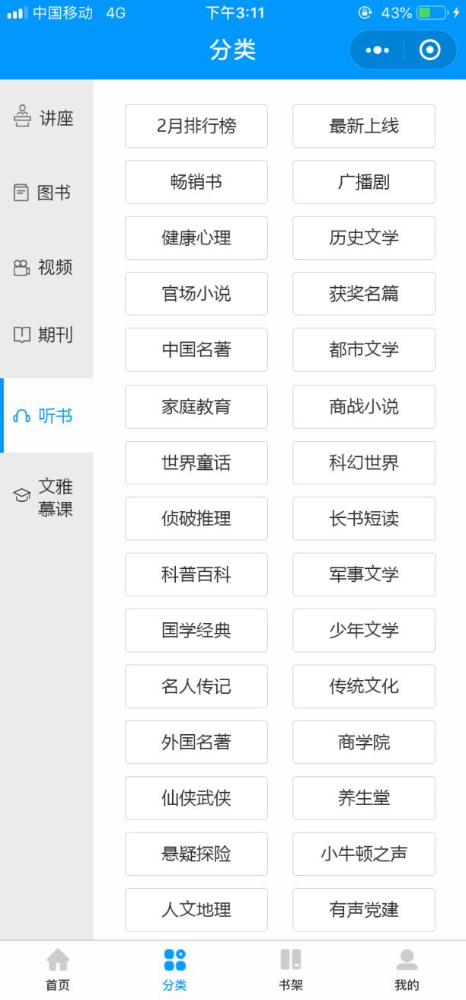 中国移动 4G 下午3:11 43%
分类
讲座
图书
视频
期刊
听书
文雅
慕课
2月排行榜 最新上线
畅销书 广播剧
健康心理 历史文学
官场小说 获奖名篇
中国名著 都市文学
家庭教育 商战小说
世界童话 科幻世界
侦破推理 长书短读
科普百科 军事文学
国学经典 少年文学
名人传记 传统文化
外国名著 商学院
仙侠武侠 养生堂
悬疑探险 小牛顿之声
人文地理 有声党建
首页 分类 书架 我的